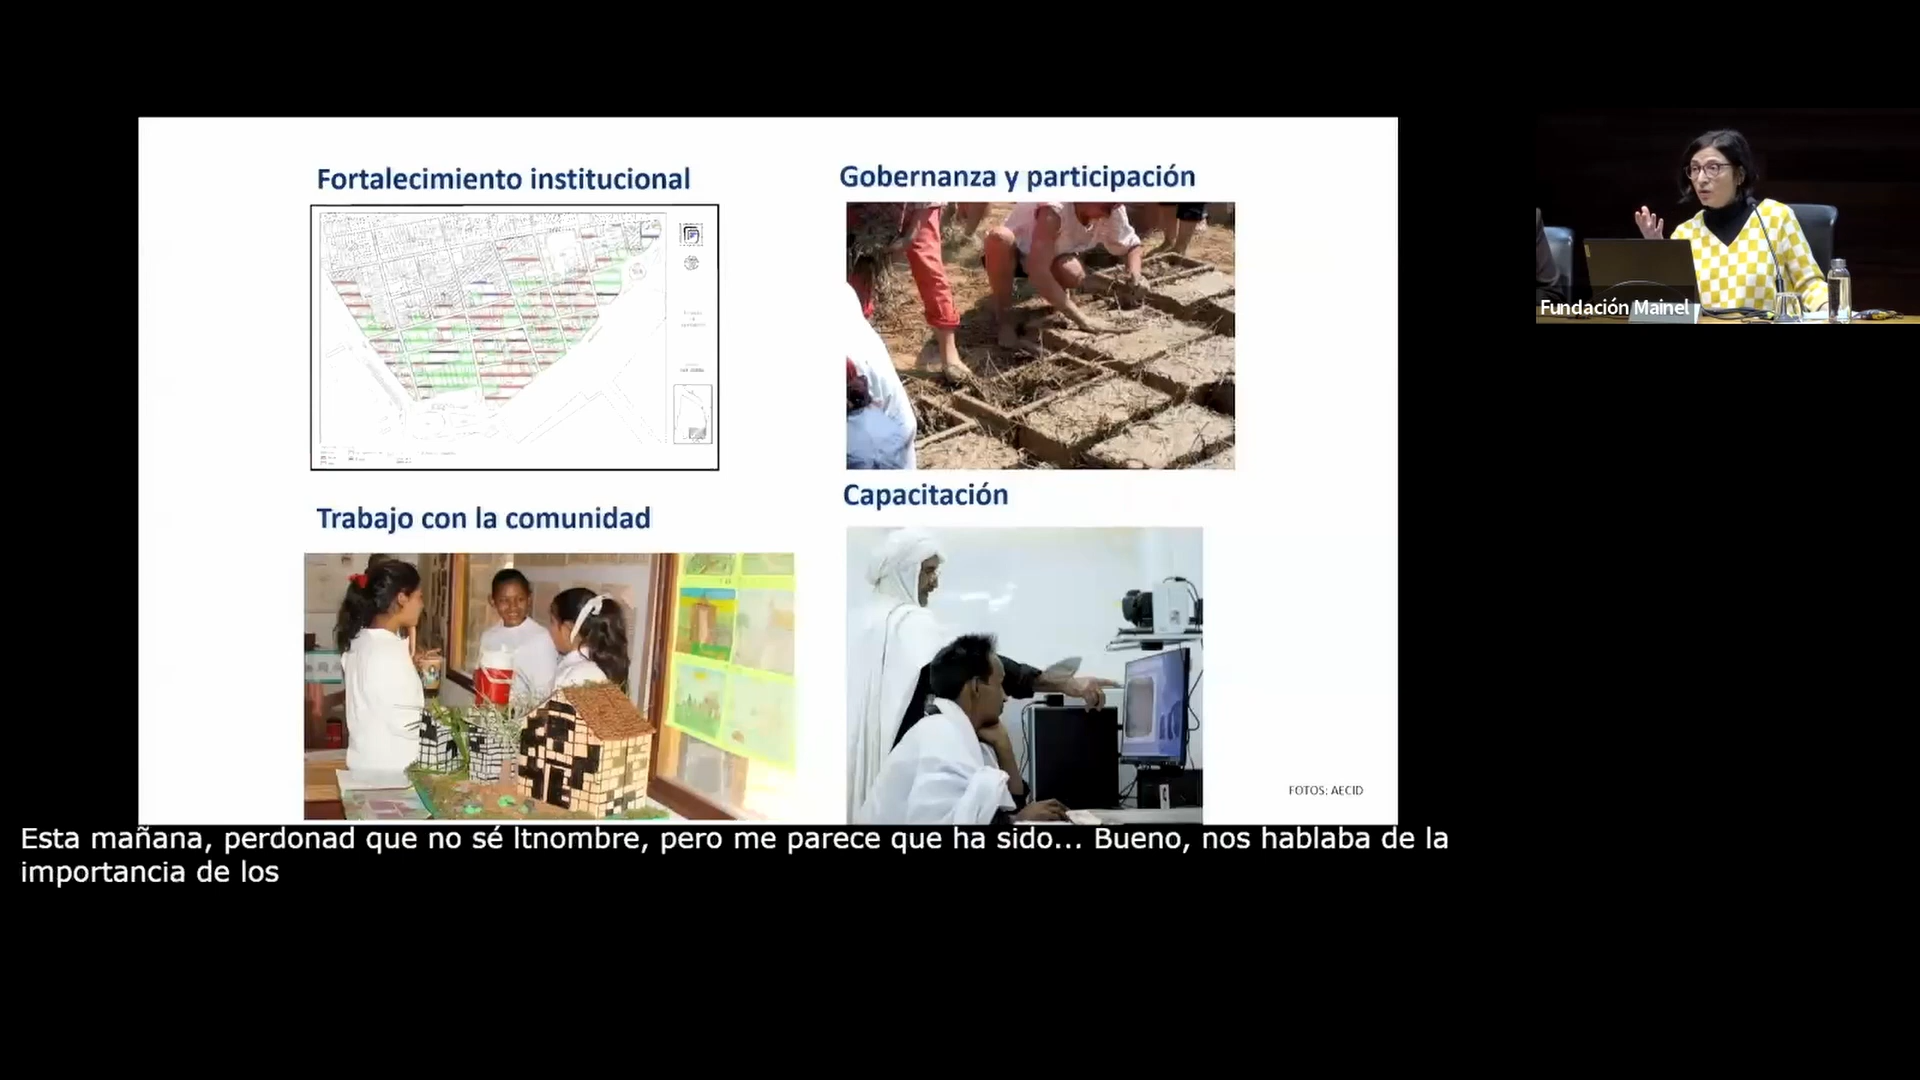 Fortalecimiento institucional
Gobernanza y participación
Trabajo con la comunidad
Capacitación
FOTOS: AECID
Fundación Mainel
Esta mañana, perdonad que no sé ltnombre, pero me parece que ha sido... Bueno, nos hablaba de la
importancia de los